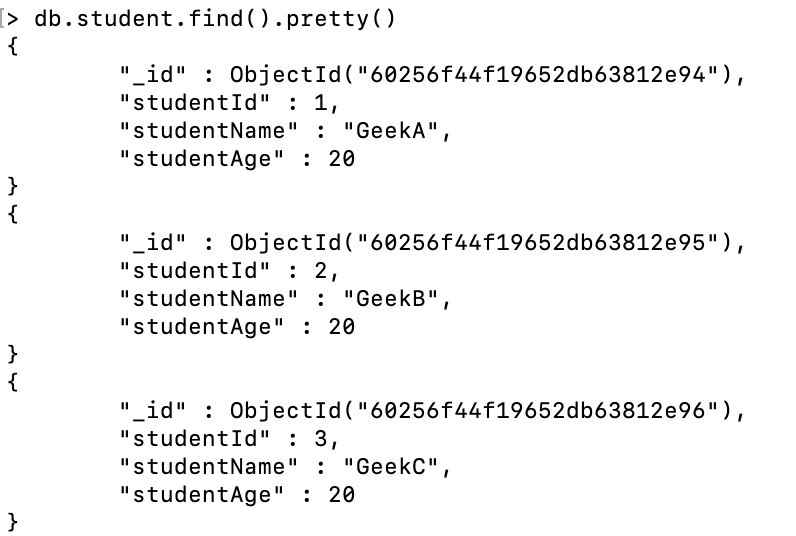 [> db.student.find().pretty()
{
        "_id" : ObjectId("60256f44f19652db63812e94"),
        "studentId" : 1,
        "studentName" : "GeekA",
        "studentAge" : 20
}
{
        "_id" : ObjectId("60256f44f19652db63812e95"),
        "studentId" : 2,
        "studentName" : "GeekB",
        "studentAge" : 20
}
{
        "_id" : ObjectId("60256f44f19652db63812e96"),
        "studentId" : 3,
        "studentName" : "GeekC",
        "studentAge" : 20
}